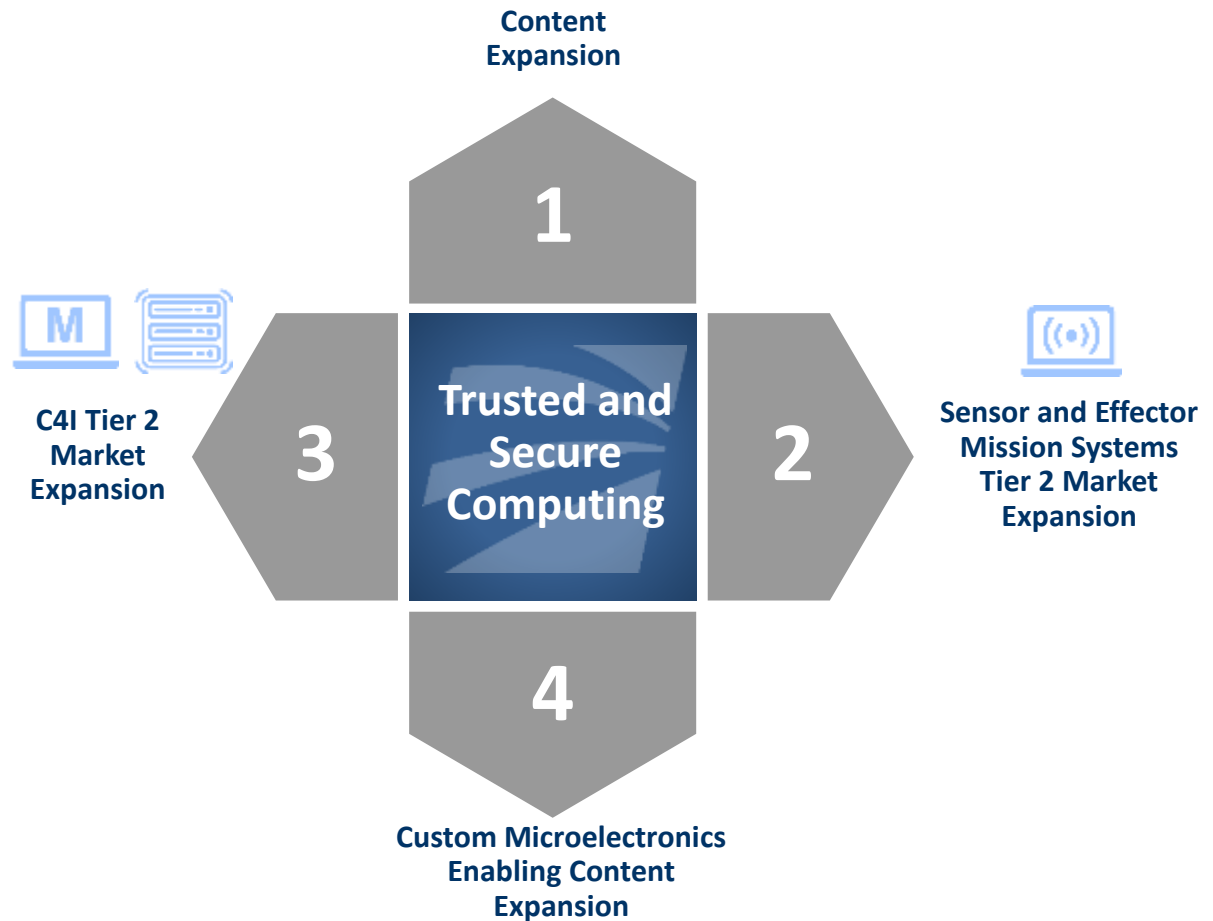 Content
Expansion
1
M
C4I Tier 2
Market
Expansion
3
Trusted and
Secure
Computing
2
Sensor and Effector
Mission Systems
Tier 2 Market
Expansion
4
Custom Microelectronics
Enabling Content
Expansion